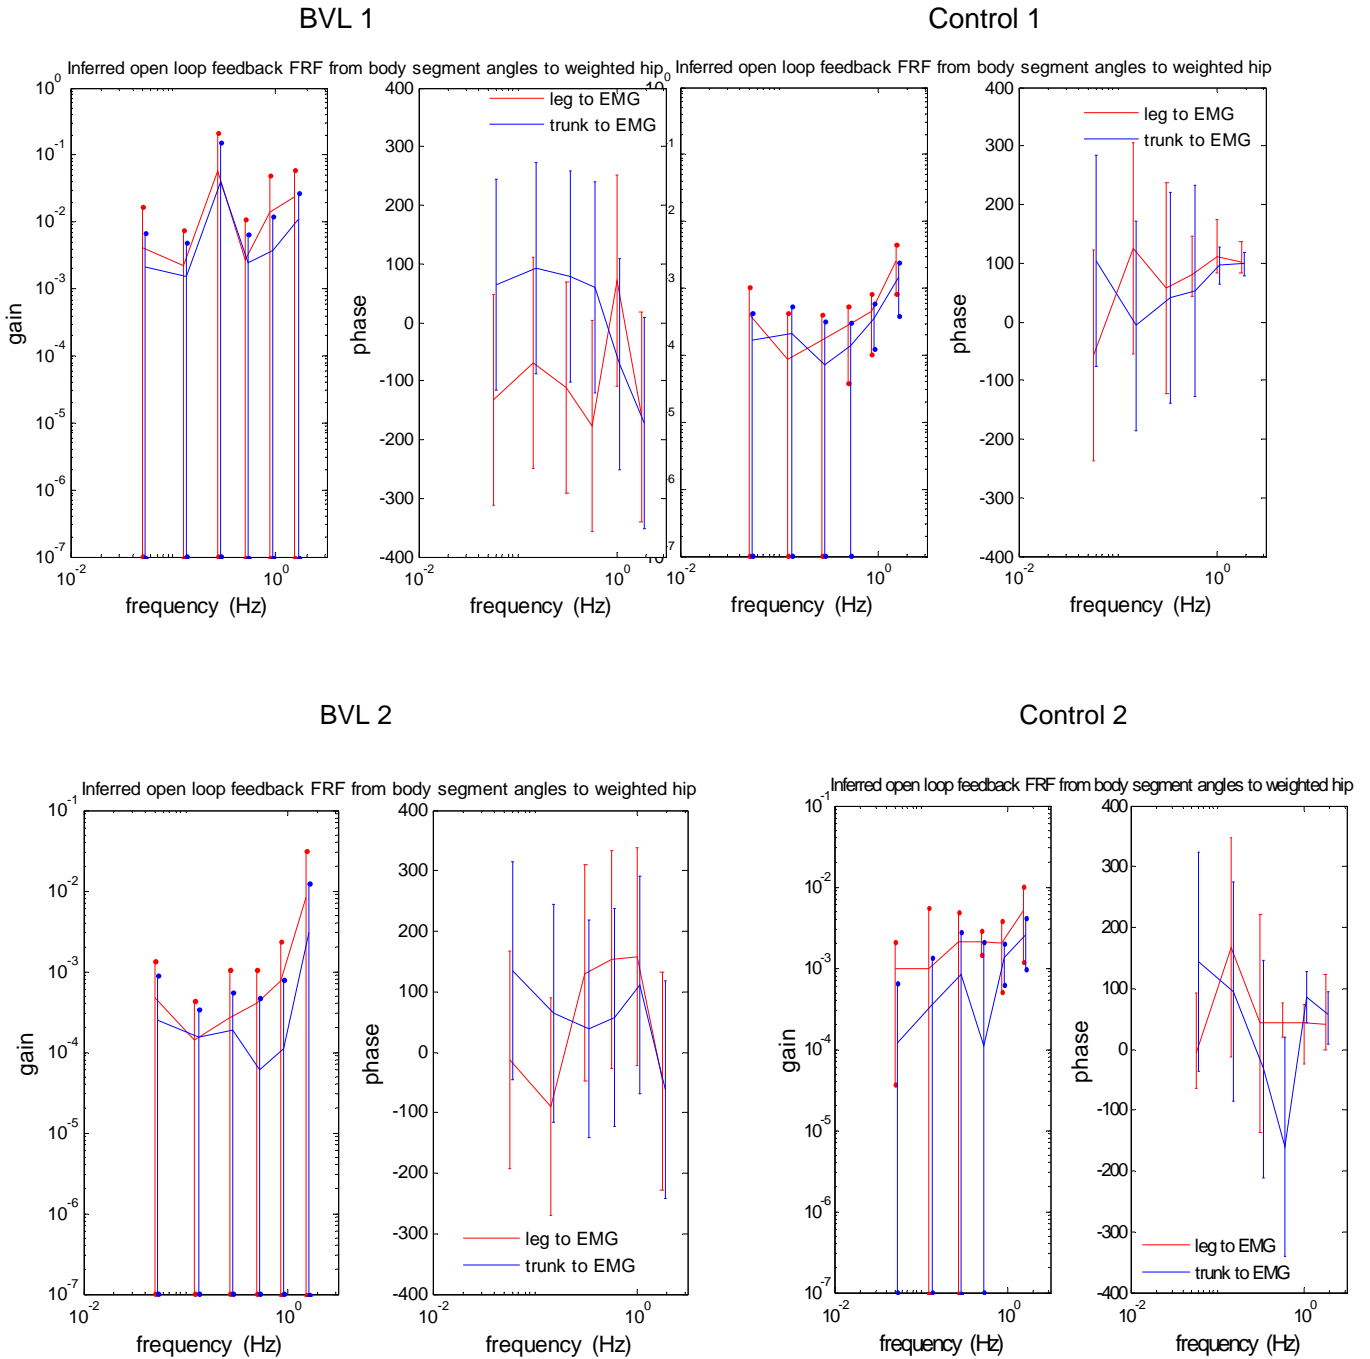 BVL 1
Control 1
Inferred open loop feedback FRF from body segment angles to weighted hip
Inferred open loop feedback FRF from body segment angles to weighted hip
10^0
10^-1
10^-2
10^-3
10^-4
10^-5
10^-6
10^-7
gain
10^-2
10^0
frequency (Hz)
400
300
200
100
0
-100
-200
-300
-400
phase
leg to EMG
trunk to EMG
10^-2
10^0
frequency (Hz)
0
-1
2
-3
4
-5
6
-7
10
10^-2
10^0
frequency (Hz)
400
300
200
100
0
-100
-200
-300
-400
phase
leg to EMG
trunk to EMG
10^-2
10^0
frequency (Hz)
BVL 2
Control 2
Inferred open loop feedback FRF from body segment angles to weighted hip
Inferred open loop feedback FRF from body segment angles to weighted hip
10^-1
10^-2
10^-3
10^-4
10^-5
10^-6
10^-7
gain
10^-2
10^0
frequency (Hz)
400
300
200
100
0
-100
-200
-300
-400
phase
leg to EMG
trunk to EMG
10^-2
10^0
frequency (Hz)
10^-1
10^-2
10^-3
10^-4
10^-5
10^-6
10^-7
gain
10^-2
10^0
frequency (Hz)
400
300
200
100
0
-100
-200
-300
-400
phase
leg to EMG
trunk to EMG
10^-2
10^0
frequency (Hz)